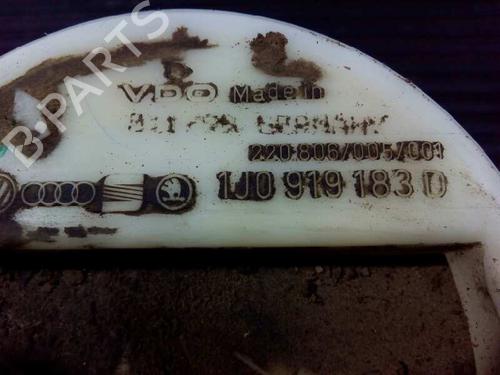 VDO Made in
GERMANY
220.806/005/001
1J0 919 183 D
B-PARTS